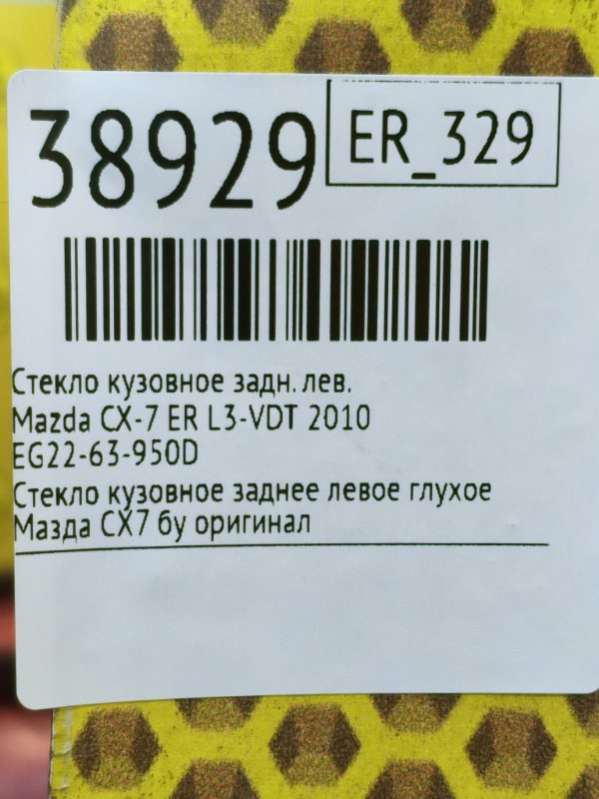 38929
ER_329
Стекло кузовное задн. лев.
Mazda CX-7 ER L3-VDT 2010
EG22-63-950D
Стекло кузовное заднее левое глухое
Мазда СХ7 бу оригинал